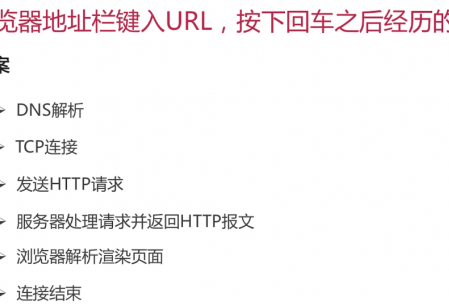 览器地址栏键入URL，按下回车之后经历的
案
DNS解析
TCP连接
发送HTTP请求
服务器处理请求并返回HTTP报文
浏览器解析渲染页面
连接结束